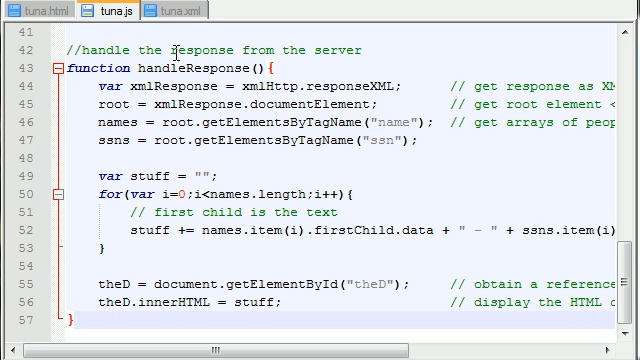 tuna.html tuna.js tuna.xml
41
42 //handle the response from the server
43 function handleResponse(){
44 var xmlResponse = xmlHttp.responseXML; // get response as XM
45 root = xmlResponse.documentElement; // get root element <
46 names = root.getElementsByTagName("name"); // get arrays of peop
47 ssns = root.getElementsByTagName("ssn");
48
49 var stuff = "";
50 for(var i=0;i<names.length;i++){
51 // first child is the text
52 stuff += names.item(i).firstChild.data + " - " + ssns.item(i)
53 }
54
55 theD = document.getElementById("theD"); // obtain a reference
56 theD.innerHTML = stuff; // display the HTML
57 }